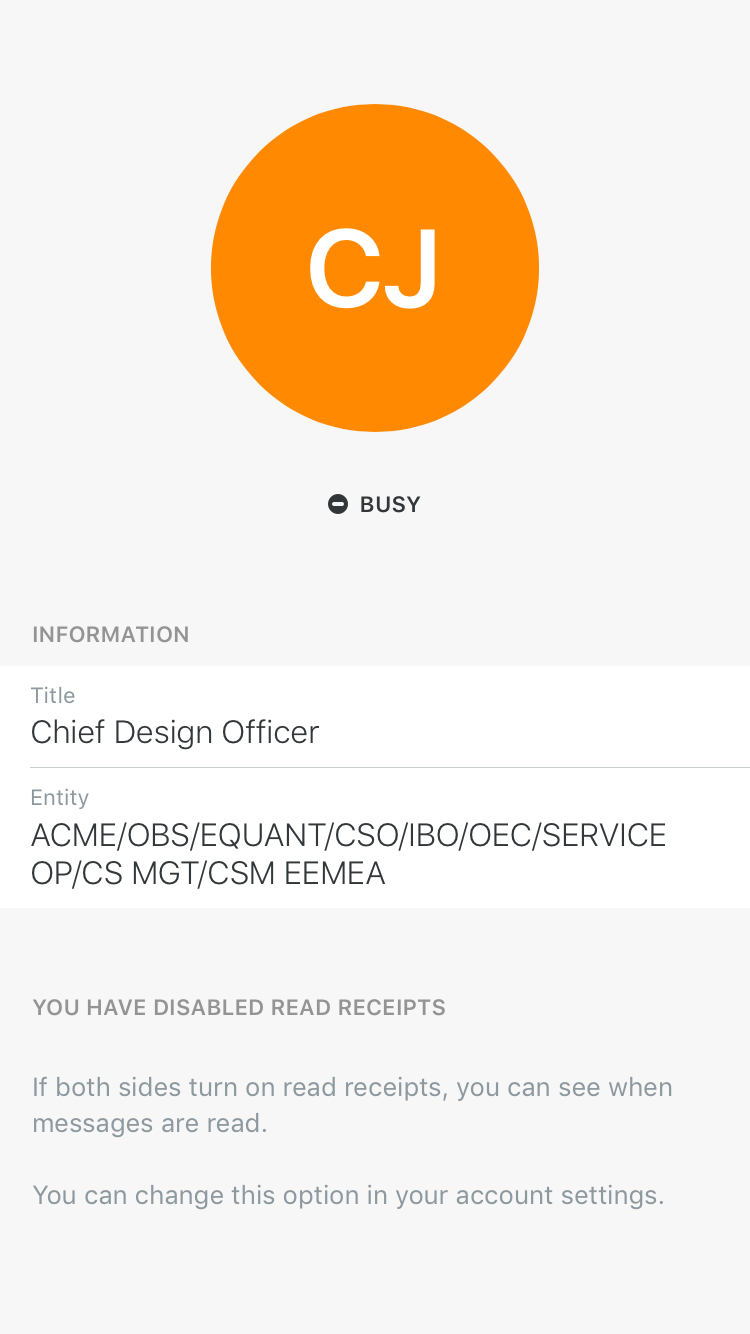 CJ
BUSY
INFORMATION
Title
Chief Design Officer
Entity
ACME/OBS/EQUANT/CSO/IBO/OEC/SERVICE
OP/CS MGT/CSM EEMEA
YOU HAVE DISABLED READ RECEIPTS
If both sides turn on read receipts, you can see when
messages are read.
You can change this option in your account settings.